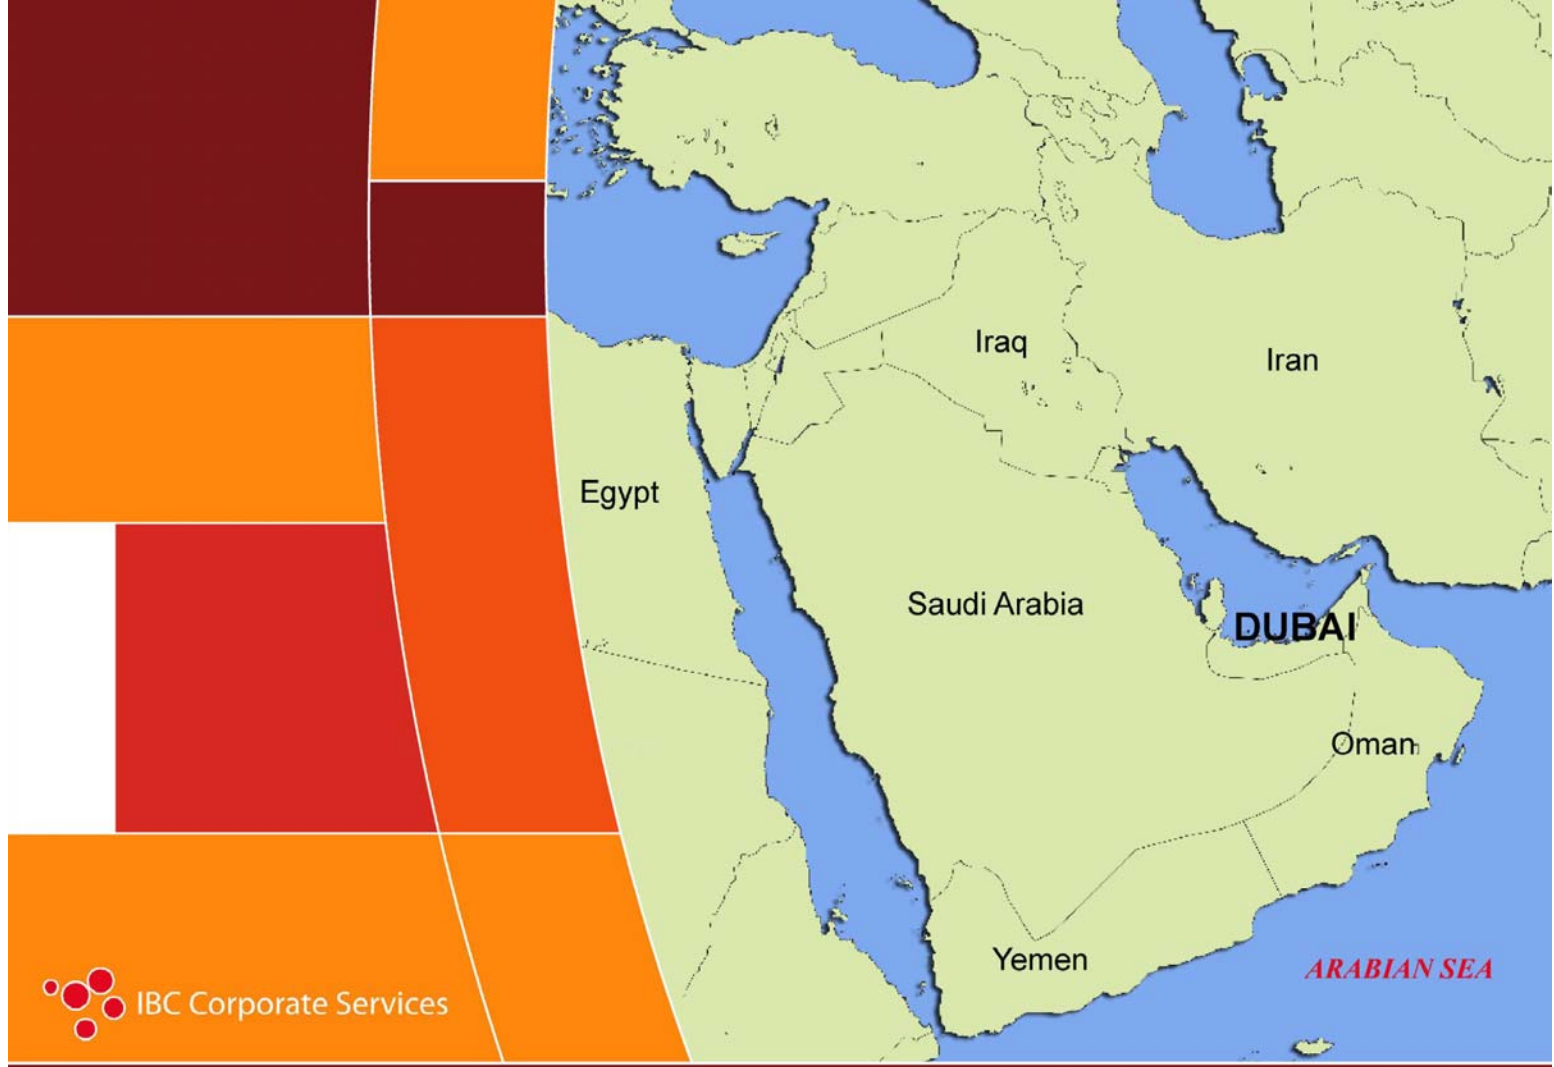 Iraq
Iran
Egypt
Saudi Arabia
DUBAI
Oman
Yemen
ARABIAN SEA
IBC Corporate Services